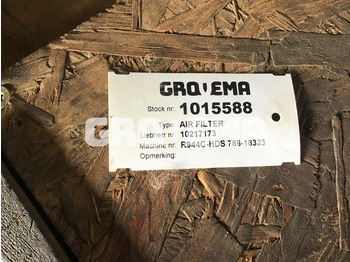 GROVEMA
Stock nr: 1015588
Type: AIR FILTER
Liebherr nr: 10217173
Machine nr: R944C-HDS 786-18323
Opmerking: